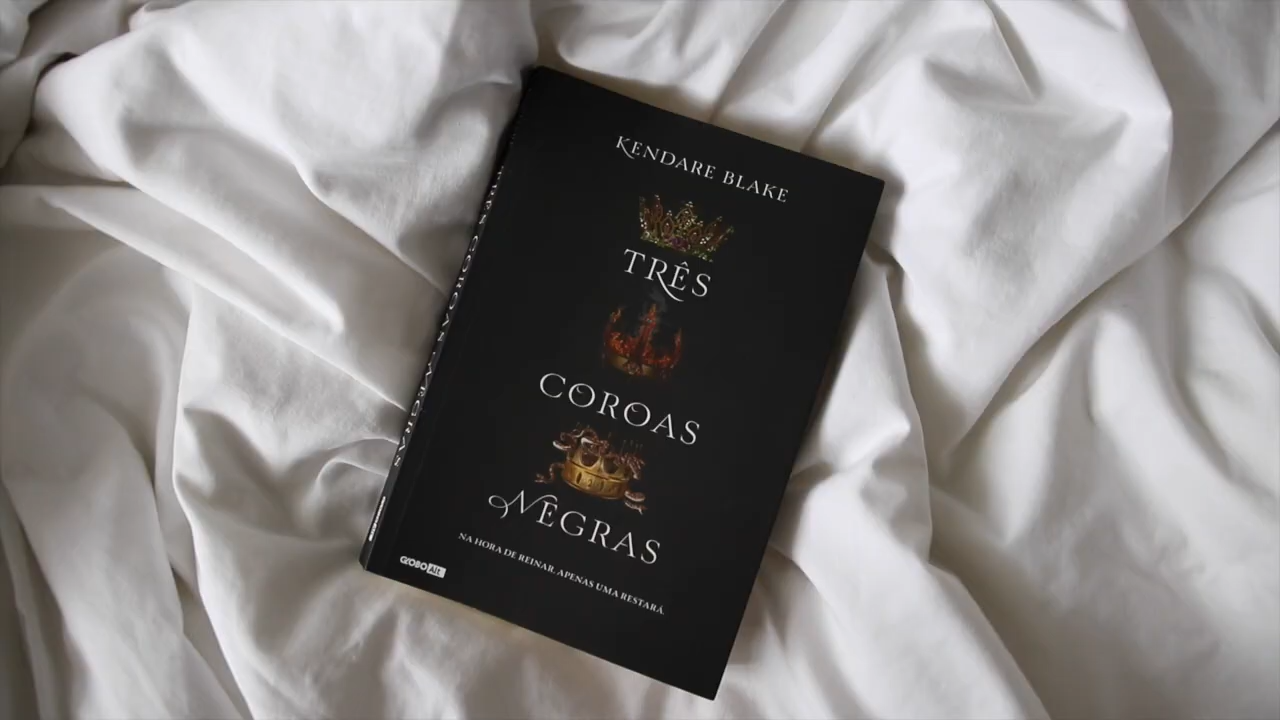 KENDARE BLAKE
TRÊS
COROAS
NEGRAS
NA HORA DE REINAR, APENAS UMA RESTARÁ.
GLOBO Alt